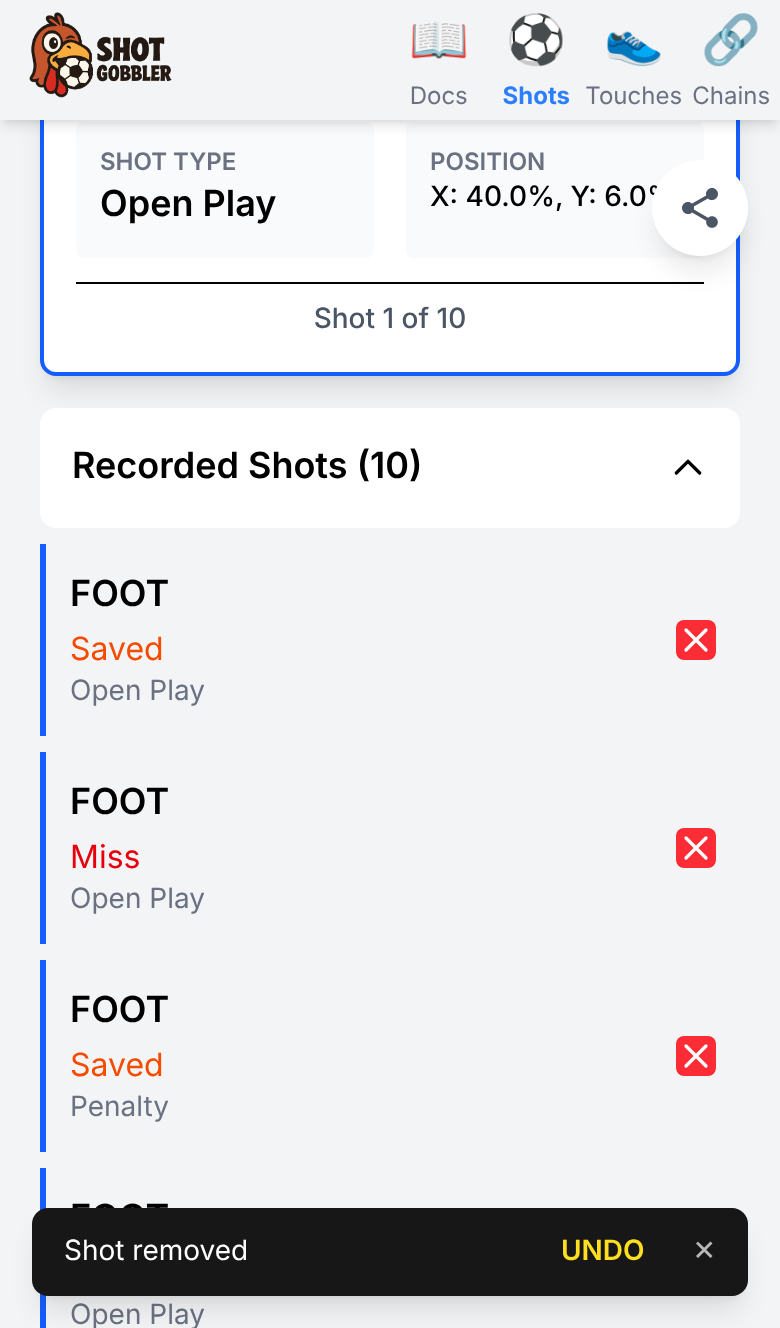 SHOT
GOBBLER
Docs
Shots
Touches
Chains
SHOT TYPE
Open Play
POSITION
X: 40.0%, Y: 6.0%
Shot 1 of 10
Recorded Shots (10)
FOOT
Saved
Open Play
FOOT
Miss
Open Play
FOOT
Saved
Penalty
FOOT
Shot removed
UNDO
×
Open Play